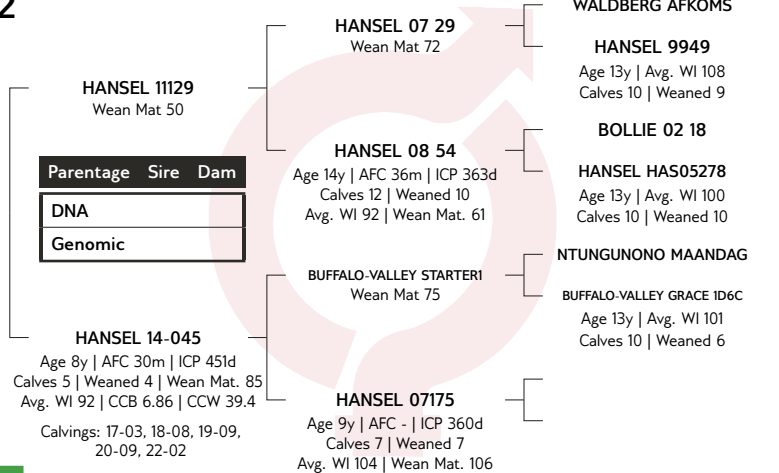 2
WALDBERG AFKOMS
HANSEL 07 29
Wean Mat 72
HANSEL 9949
Age 13y | Avg. WI 108
Calves 10 | Weaned 9
HANSEL 11129
Wean Mat 50
BOLLIE 02 18
HANSEL 08 54
Age 14y | AFC 36m | ICP 363d
Calves 12 | Weaned 10
Avg. WI 92 | Wean Mat. 61
HANSEL HAS05278
Age 13y | Avg. WI 100
Calves 10 | Weaned 10
Parentage Sire Dam
DNA
Genomic
NTUNGUNONO MAANDAG
BUFFALO-VALLEY STARTER1
Wean Mat 75
BUFFALO-VALLEY GRACE 1D6C
Age 13y | Avg. WI 101
Calves 10 | Weaned 6
HANSEL 14-045
Age 8y | AFC 30m | ICP 451d
Calves 5 | Weaned 4 | Wean Mat. 85
Avg. WI 92 | CCB 6.86 | CCW 39.4
Calvings: 17-03, 18-08, 19-09,
20-09, 22-02
HANSEL 07175
Age 9y | AFC - | ICP 360d
Calves 7 | Weaned 7
Avg. WI 104 | Wean Mat. 106